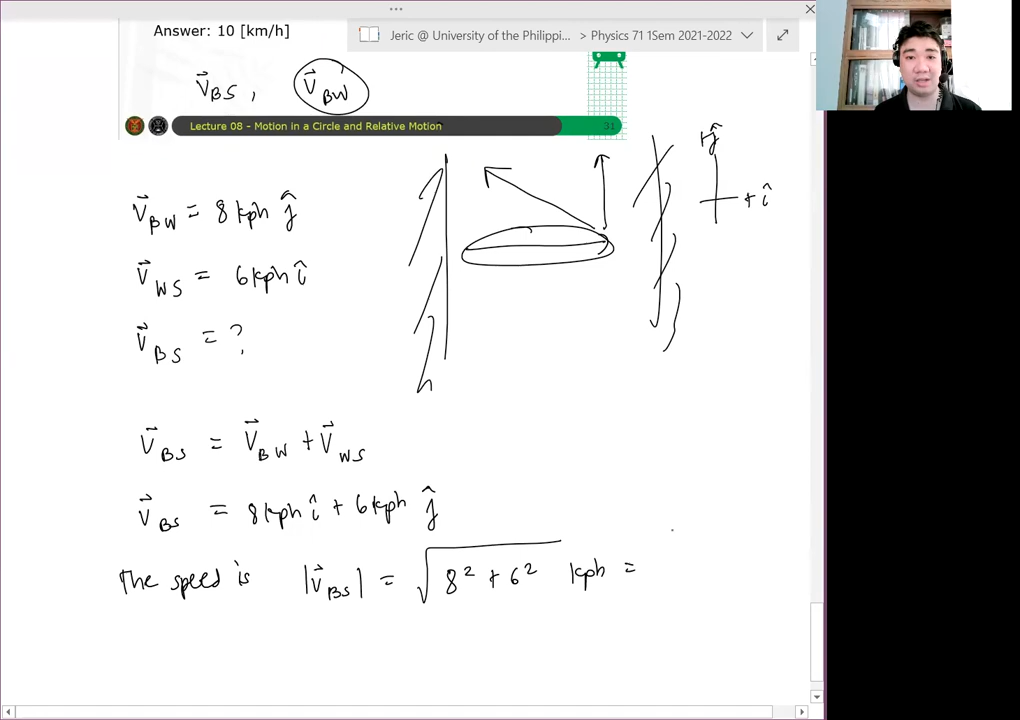 Answer: 10 [km/h]
Jeric @ University of the Philippi... > Physics 71 1Sem 2021-2022
V⃗BS , V⃗BW
Lecture 08 - Motion in a Circle and Relative Motion 31
+ĵ
+î
V⃗BW = 8 kph ĵ
V⃗WS = 6 kph î
V⃗BS = ?
V⃗BS = V⃗BW + V⃗WS
V⃗BS = 8 kph î + 6 kph ĵ
The speed is |V⃗BS| = √(8² + 6²) kph =